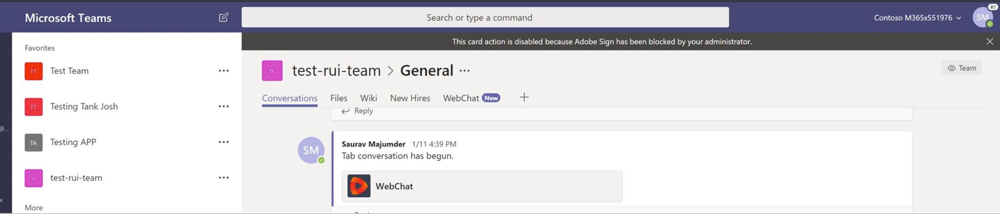 Microsoft Teams
Search or type a command
Contoso M365x551976
R1
SM
This card action is disabled because Adobe Sign has been blocked by your administrator.
Favorites
TT Test Team
TT Testing Tank Josh
TA Testing APP
tr test-rui-team
More
@...
x
tr test-rui-team > General ...
Team
Conversations Files Wiki New Hires WebChat New +
Reply
SM
Saurav Majumder 1/11 4:39 PM
Tab conversation has begun.
WebChat